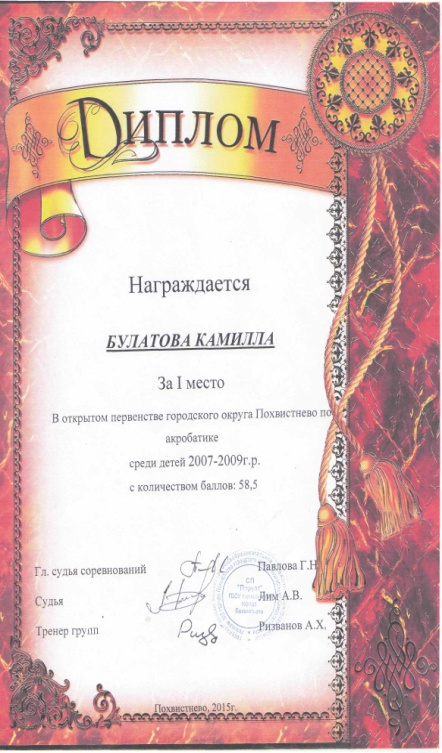 ДИПЛОМ
Награждается
БУЛАТОВА КАМИЛЛА
За I место
В открытом первенстве городского округа Похвистнево по
акробатике
среди детей 2007-2009г.р.
с количеством баллов: 58,5
Гл. судья соревнований Павлова Г.Н
Судья Лим А.В.
Тренер групп Ризванов А.Х.
СП
Похвистнево, 2015г.